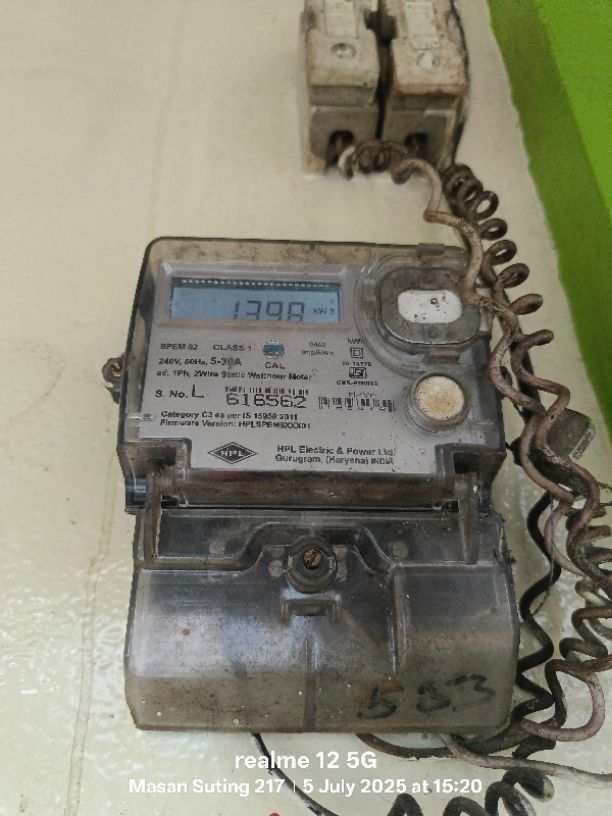 1398 kWh
BPEM 02 CLASS 1
240V, 50Hz, 5-30A CAL
ac, 1Ph, 2Wire Static Watthour Meter
S. No. L 616562
Category C3 as per IS 15959:2011
Firmware Version:
HPL
HPL Electric & Power Ltd
Gurugram, (Haryana) INDIA
533
realme 12 5G
Masan Suting 217 | 5 July 2025 at 15:20